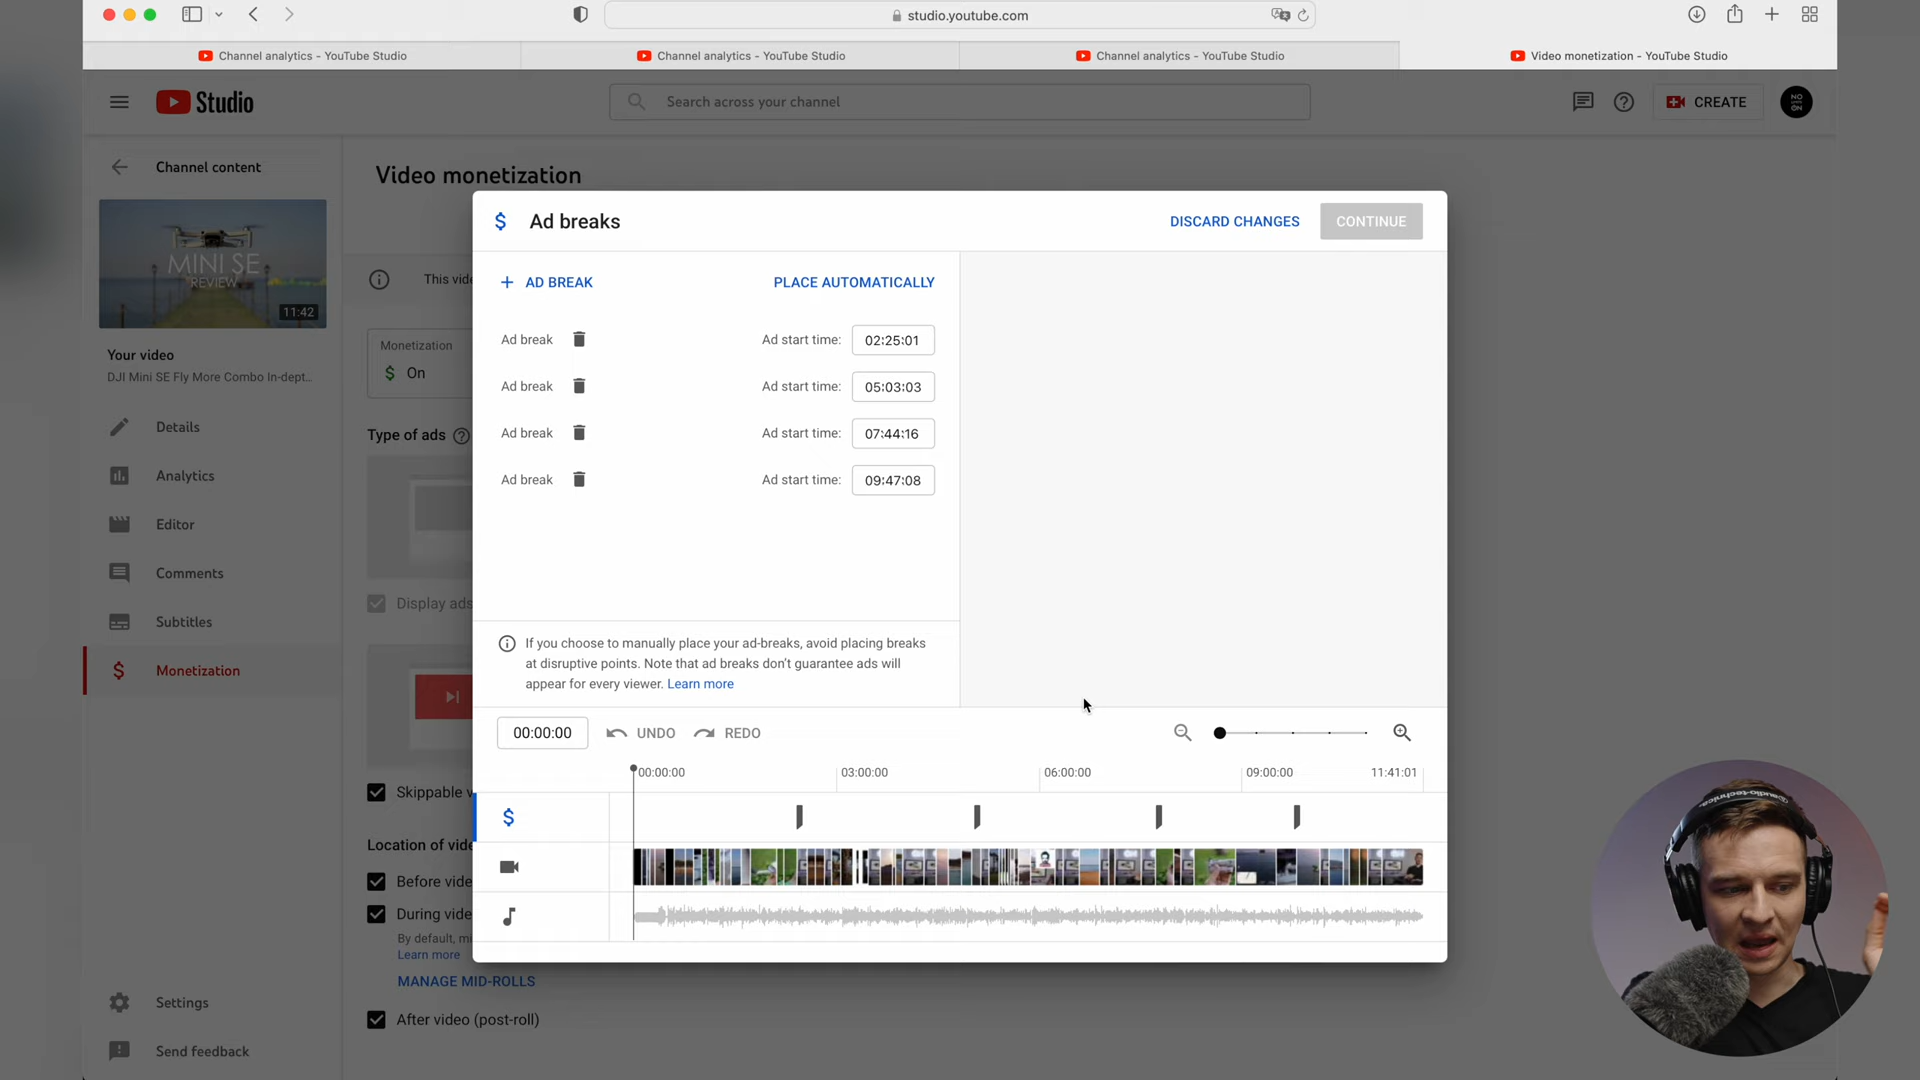 studio.youtube.com
Channel analytics - YouTube Studio
Channel analytics - YouTube Studio
Channel analytics - YouTube Studio
Video monetization - YouTube Studio
Studio
Search across your channel
CREATE
Channel content
Video monetization
MINI SE
REVIEW
11:42
This vide
Your video
DJI Mini SE Fly More Combo In-dept...
Monetization
$ On
Details
Analytics
Editor
Comments
Subtitles
Monetization
Settings
Send feedback
Type of ads
Display ads
Skippable v
Location of vide
Before vide
During vide
By default, mi
Learn more
MANAGE MID-ROLLS
After video (post-roll)
$ Ad breaks
DISCARD CHANGES
CONTINUE
+ AD BREAK
PLACE AUTOMATICALLY
Ad break Ad start time: 02:25:01
Ad break Ad start time: 05:03:03
Ad break Ad start time: 07:44:16
Ad break Ad start time: 09:47:08
If you choose to manually place your ad-breaks, avoid placing breaks
at disruptive points. Note that ad breaks don't guarantee ads will
appear for every viewer. Learn more
00:00:00 UNDO REDO
00:00:00 03:00:00 06:00:00 09:00:00 11:41:01
$
audio-technica